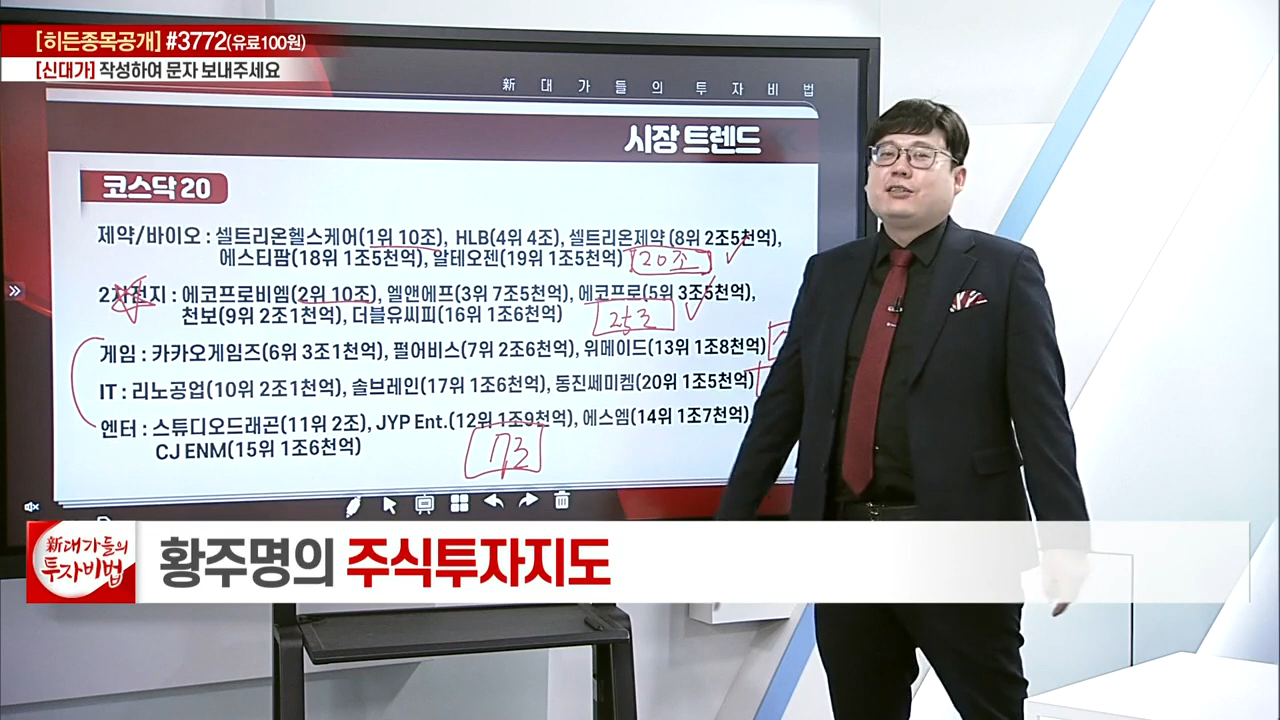 [히든종목공개] #3772(유료100원)
[신대가] 작성하여 문자 보내주세요
新 대 가 들 의 투 자 비 법
시장 트렌드
코스닥 20
제약/바이오 : 셀트리온헬스케어(1위 10조), HLB(4위 4조), 셀트리온제약 (8위 2조5천억),
에스티팜(18위 1조5천억), 알테오젠(19위 1조5천억) 20조
2차전지 : 에코프로비엠(2위 10조), 엘앤에프(3위 7조5천억), 에코프로(5위 3조5천억),
천보(9위 2조1천억), 더블유씨피(16위 1조6천억)
게임 : 카카오게임즈(6위 3조1천억), 펄어비스(7위 2조6천억), 위메이드(13위 1조8천억)
IT : 리노공업(10위 2조1천억), 솔브레인(17위 1조6천억), 동진쎄미켐(20위 1조5천억)
엔터 : 스튜디오드래곤(11위 2조), JYP Ent.(12위 1조9천억), 에스엠(14위 1조7천억),
CJ ENM(15위 1조6천억)
7조
新대가들의
투자비법
황주명의 주식투자지도